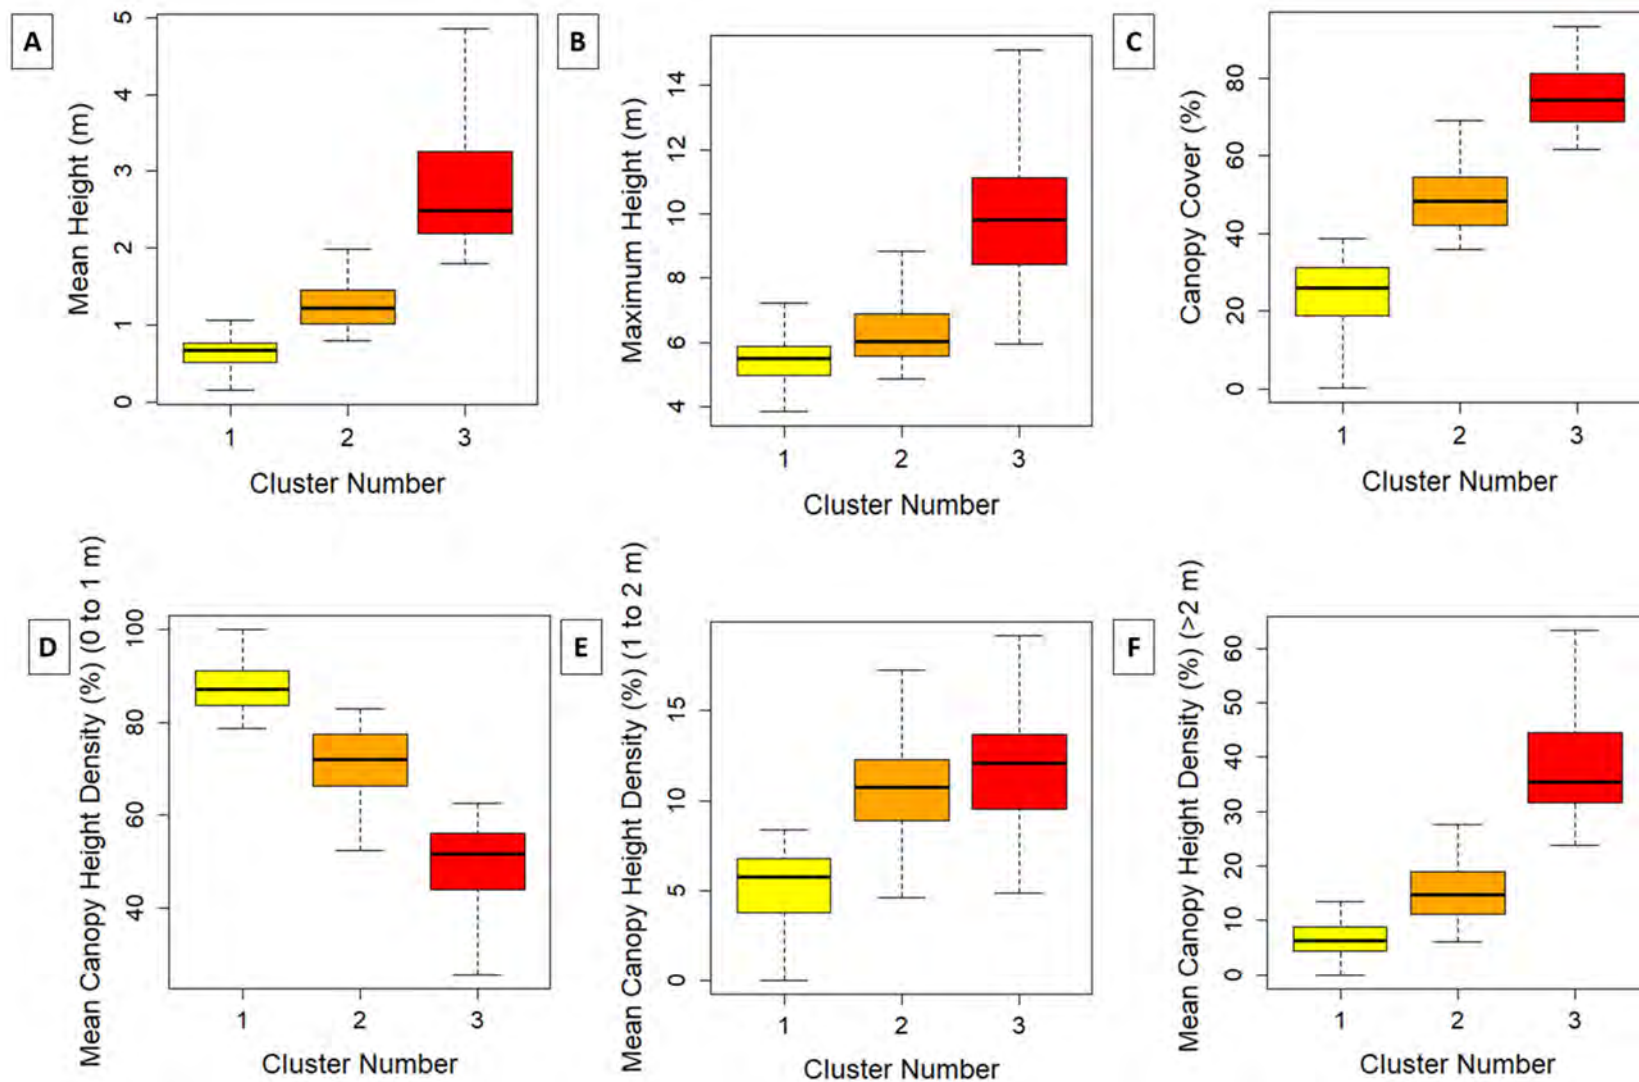 A
Mean Height (m)
5
4
3
2
1
0
1 2 3
Cluster Number
B
Maximum Height (m)
14
12
10
8
6
4
1 2 3
Cluster Number
C
Canopy Cover (%)
80
60
40
20
0
1 2 3
Cluster Number
D
Mean Canopy Height Density (%) (0 to 1 m)
100
80
60
40
1 2 3
Cluster Number
E
Mean Canopy Height Density (%) (1 to 2 m)
15
10
5
0
1 2 3
Cluster Number
F
Mean Canopy Height Density (%) (>2 m)
60
50
40
30
20
10
0
1 2 3
Cluster Number